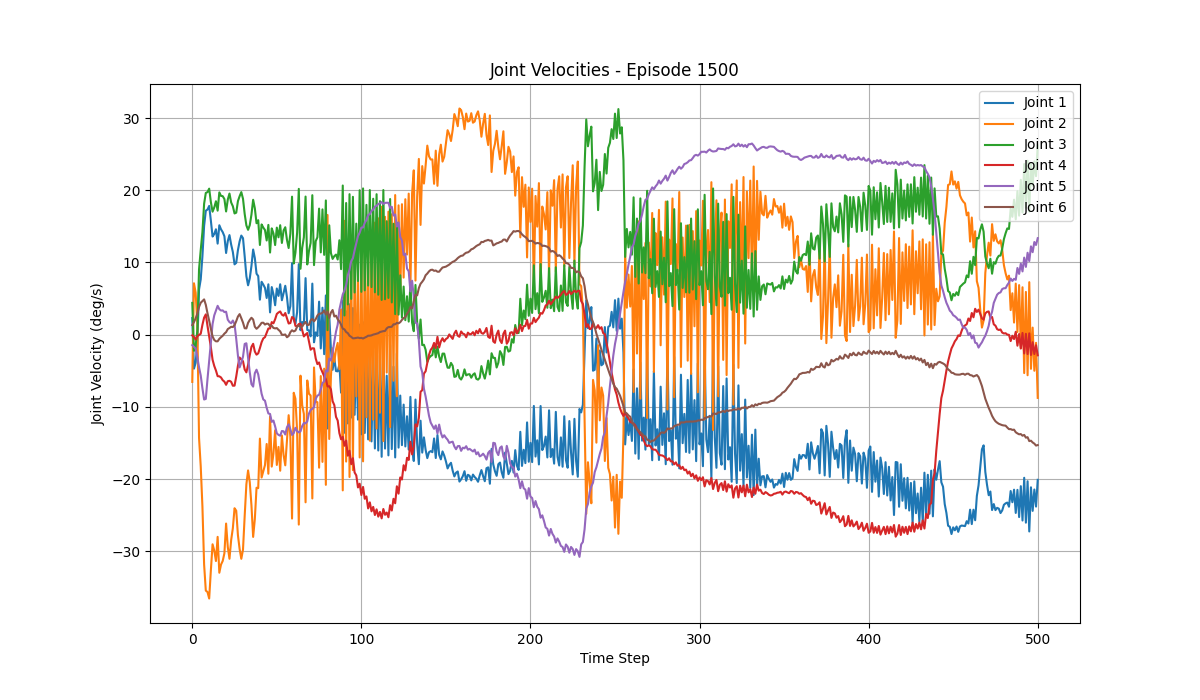 Joint Velocities - Episode 1500
Joint Velocity (deg/s)
30
20
10
0
−10
−20
−30
Joint 1
Joint 2
Joint 3
Joint 4
Joint 5
Joint 6
0
100
200
300
400
500
Time Step